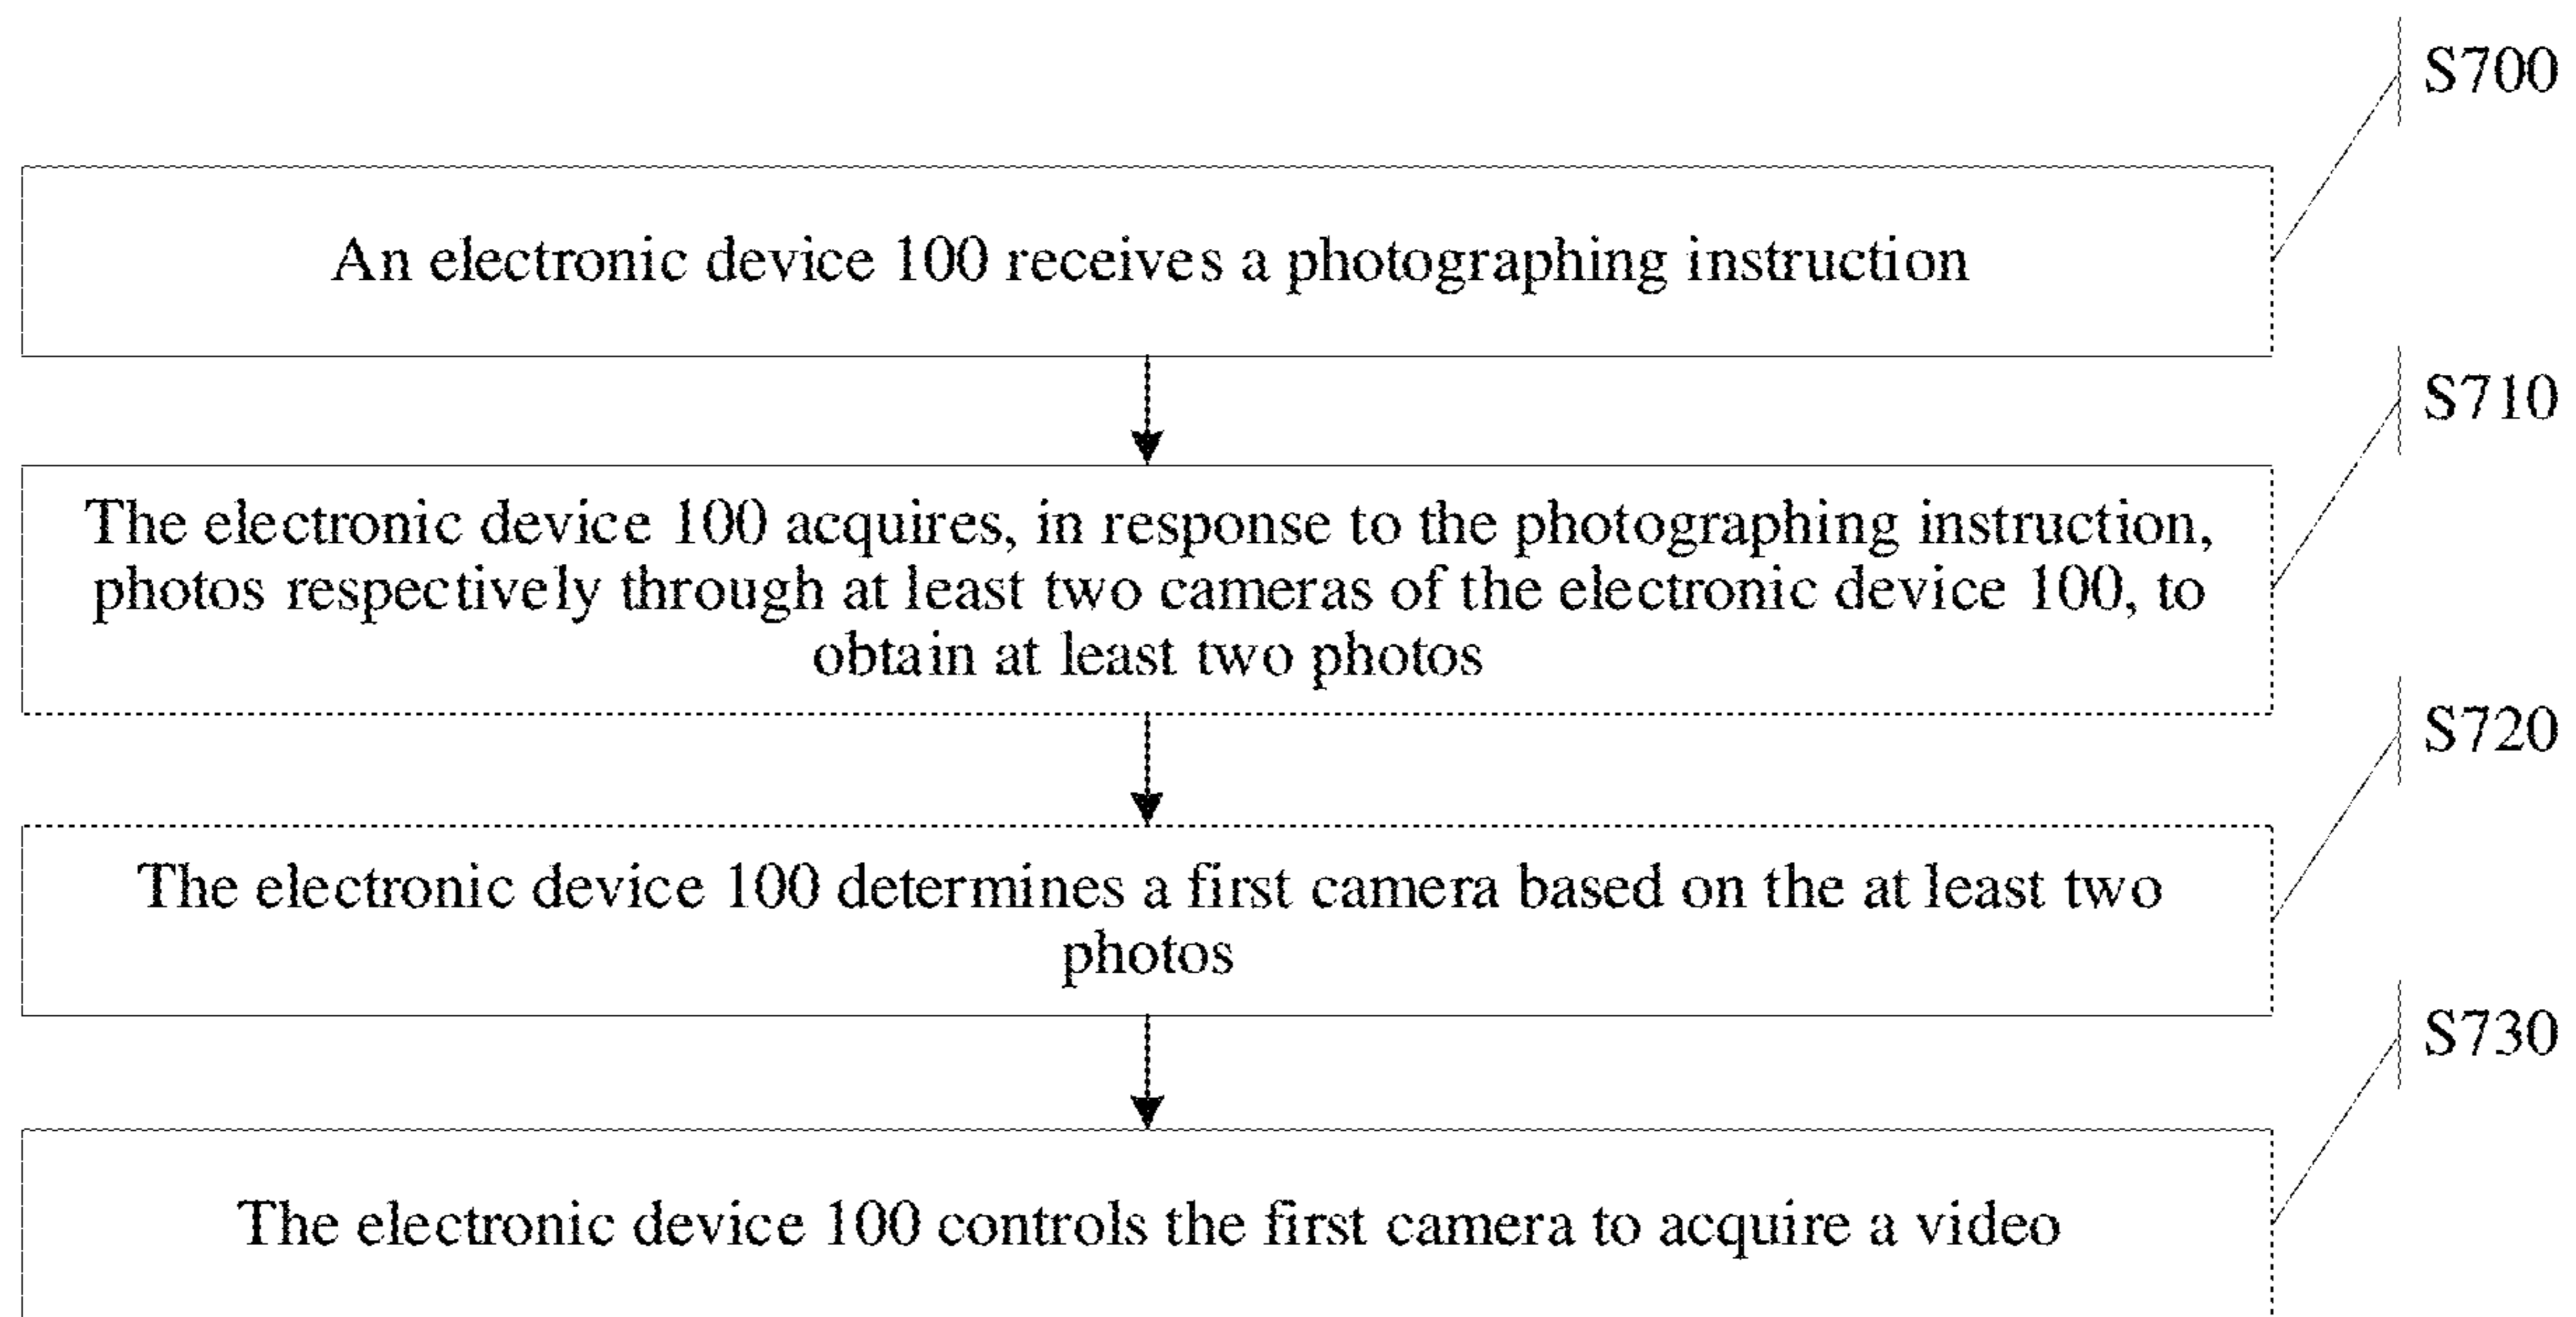 S700
An electronic device 100 receives a photographing instruction
S710
The electronic device 100 acquires, in response to the photographing instruction,
photos respectively through at least two cameras of the electronic device 100, to
obtain at least two photos
S720
The electronic device 100 determines a first camera based on the at least two
photos
S730
The electronic device 100 controls the first camera to acquire a video